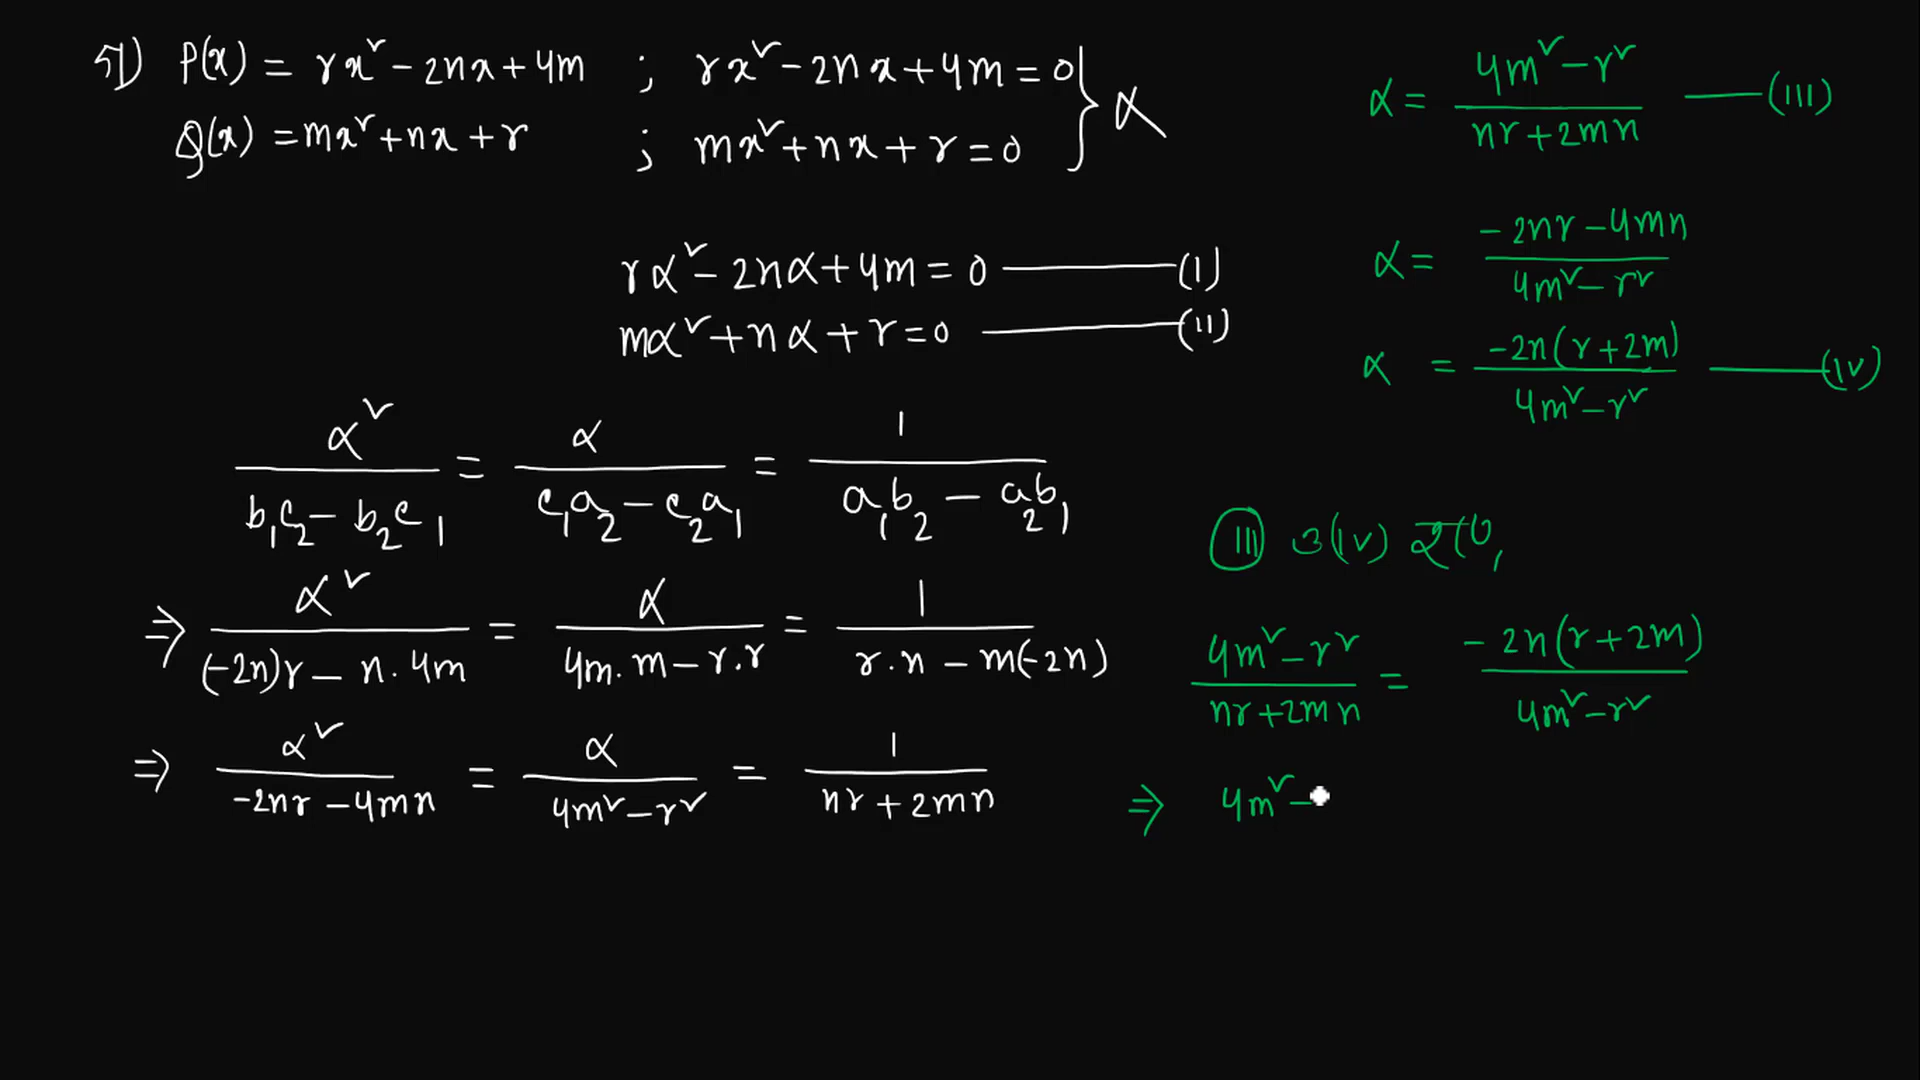 গ) P(x) = rx² - 2nx + 4m ; rx² - 2nx + 4m = 0
Q(x) = mx² + nx + r ; mx² + nx + r = 0 } α
rα² - 2nα + 4m = 0 ——— (I)
mα² + nα + r = 0 ——— (II)
α²/(b₁c₂ - b₂c₁) = α/(c₁a₂ - c₂a₁) = 1/(a₁b₂ - a₂b₁)
⇒ α²/((-2n)r - n·4m) = α/(4m·m - r·r) = 1/(r·n - m(-2n))
⇒ α²/(-2nr - 4mn) = α/(4m² - r²) = 1/(nr + 2mn)
α = (4m² - r²)/(nr + 2mn) ——— (III)
α = (-2nr - 4mn)/(4m² - r²)
α = -2n(r + 2m)/(4m² - r²) ——— (IV)
(III) ও (IV) হতে,
(4m² - r²)/(nr + 2mn) = -2n(r + 2m)/(4m² - r²)
⇒ 4m² -